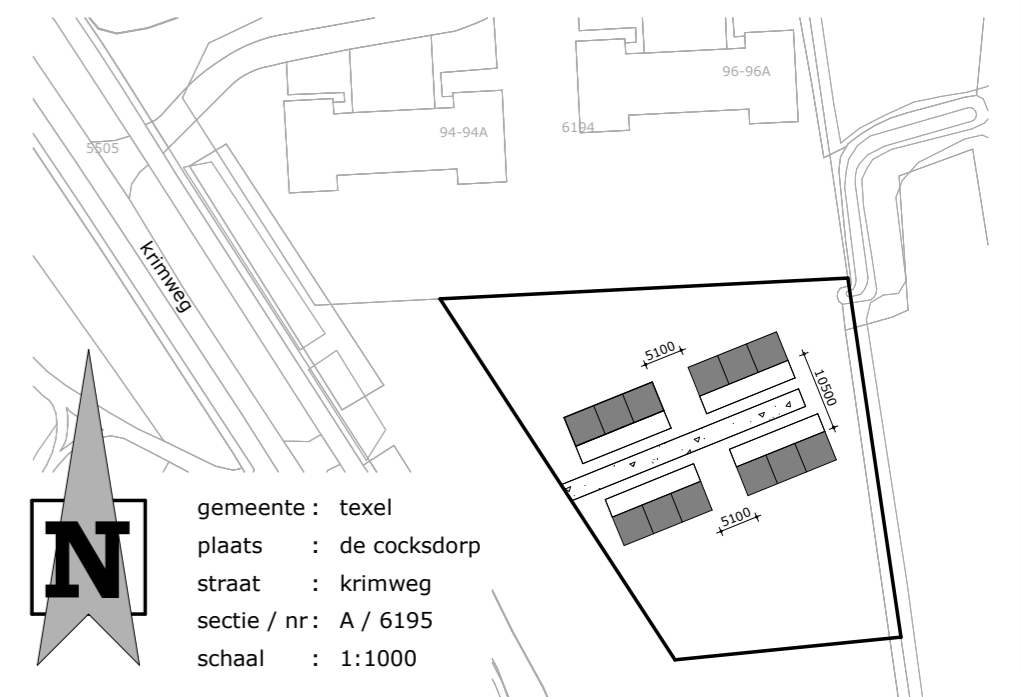 96-96A
94-94A
6194
5505
krimweg
5100
10500
5100
N
gemeente : texel
plaats : de cocksdorp
straat : krimweg
sectie / nr : A / 6195
schaal : 1:1000